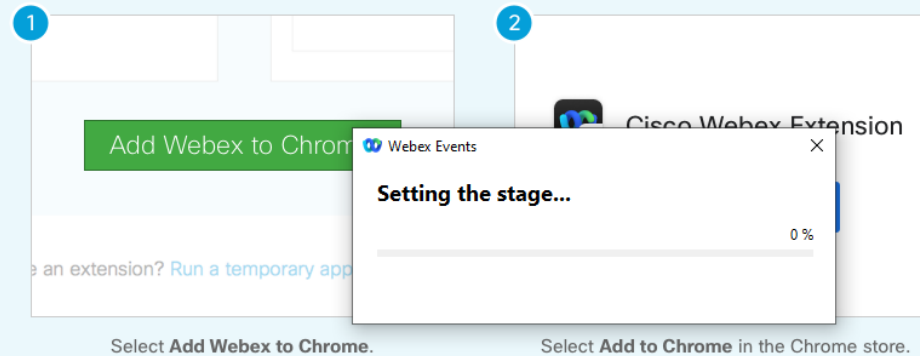 1
2
Add Webex to Chrom
Cisco Webex Extension
Webex Events
Setting the stage...
0 %
e an extension? Run a temporary app
Select Add Webex to Chrome.
Select Add to Chrome in the Chrome store.